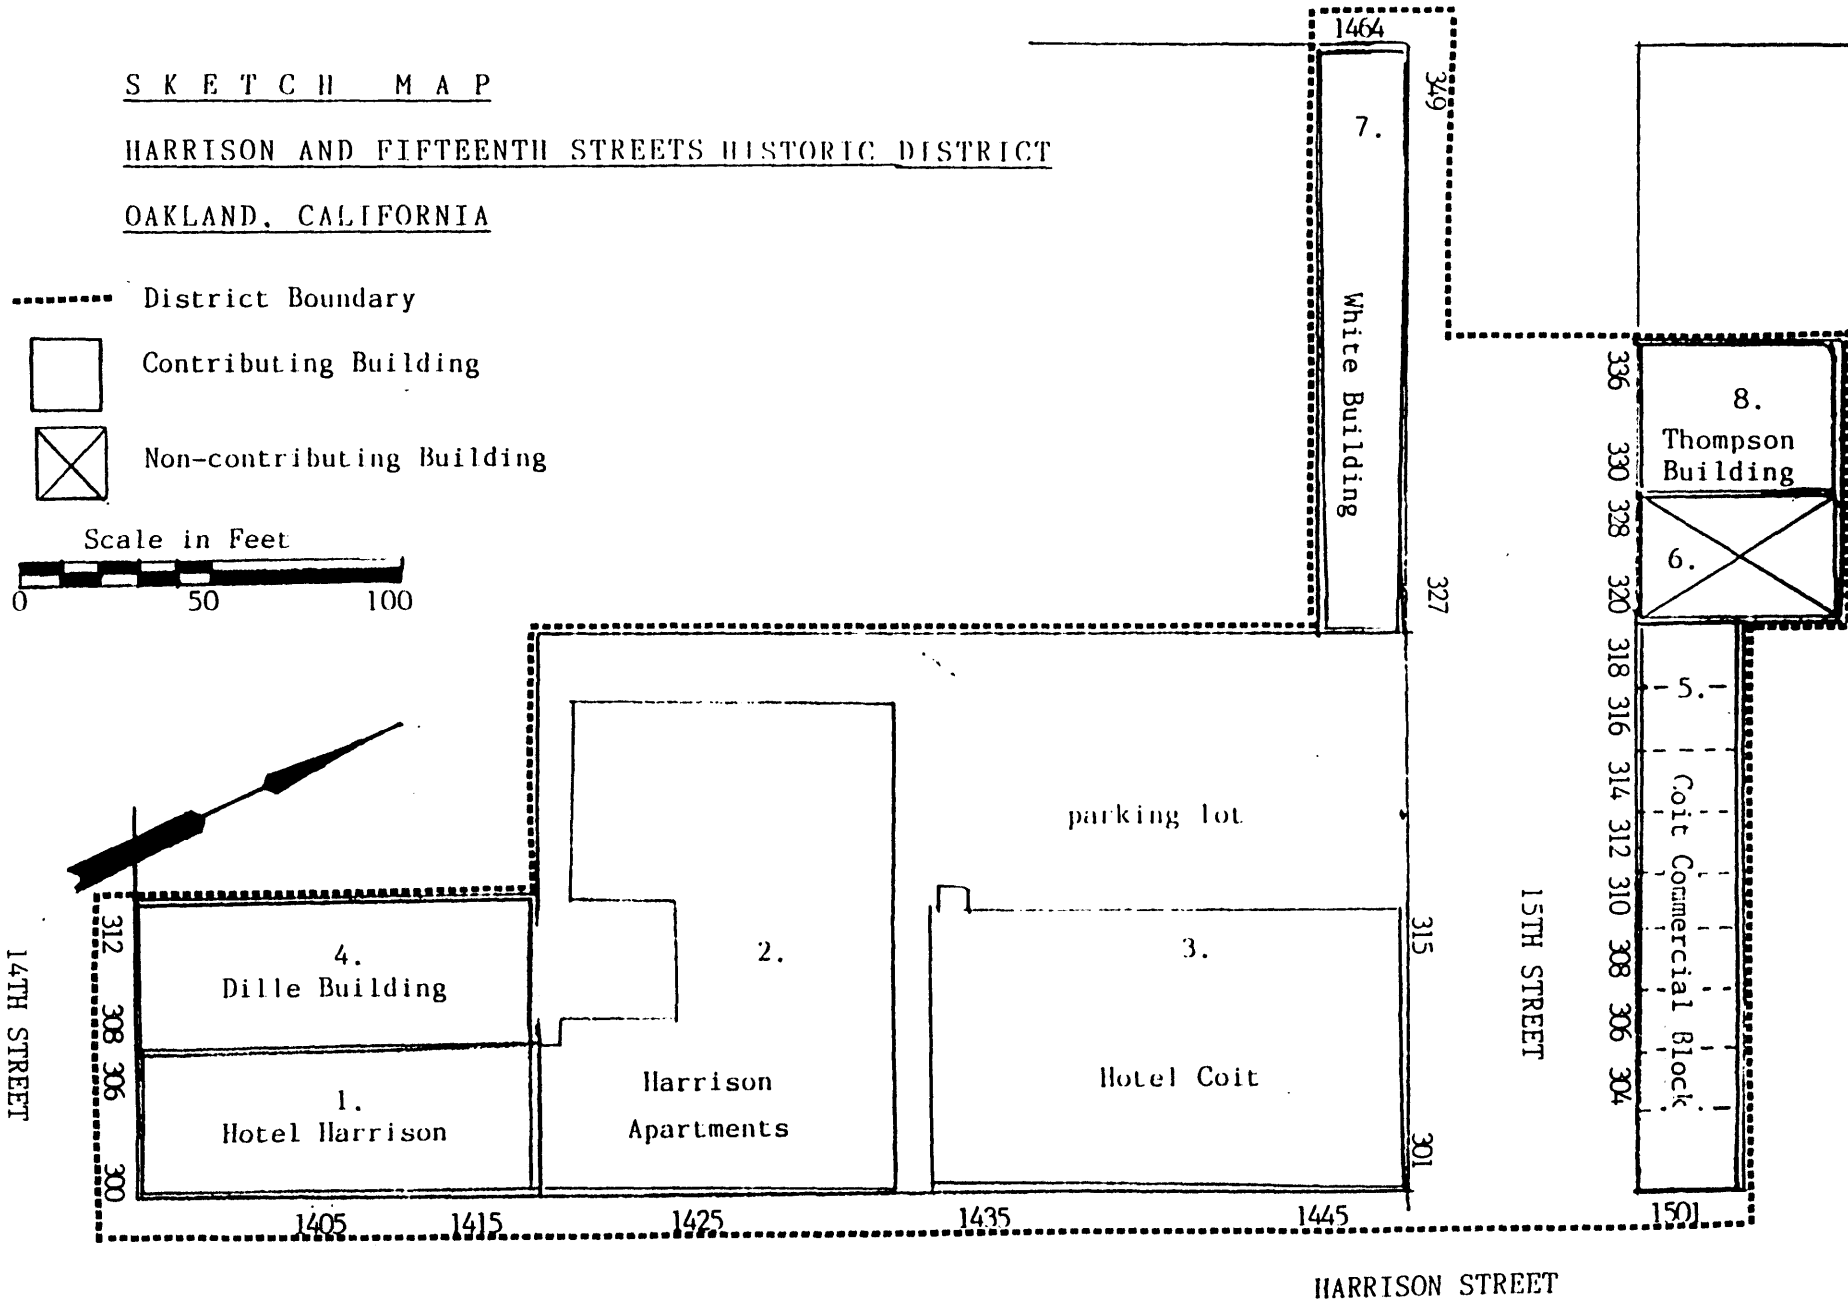 SKETCH MAP
HARRISON AND FIFTEENTH STREETS HISTORIC DISTRICT
OAKLAND, CALIFORNIA
District Boundary
Contributing Building
Non-contributing Building
Scale in Feet
0 50 100
1464
349
7.
White Building
327
336
330
328
320
8.
Thompson
Building
6.
318
316
314
312
310
308
306
304
5.
Coit Commercial Block
1501
15TH STREET
parking lot
315
301
3.
Hotel Coit
2.
Harrison
Apartments
4.
Dille Building
1.
Hotel Harrison
312
308
306
300
14TH STREET
1405
1415
1425
1435
1445
HARRISON STREET